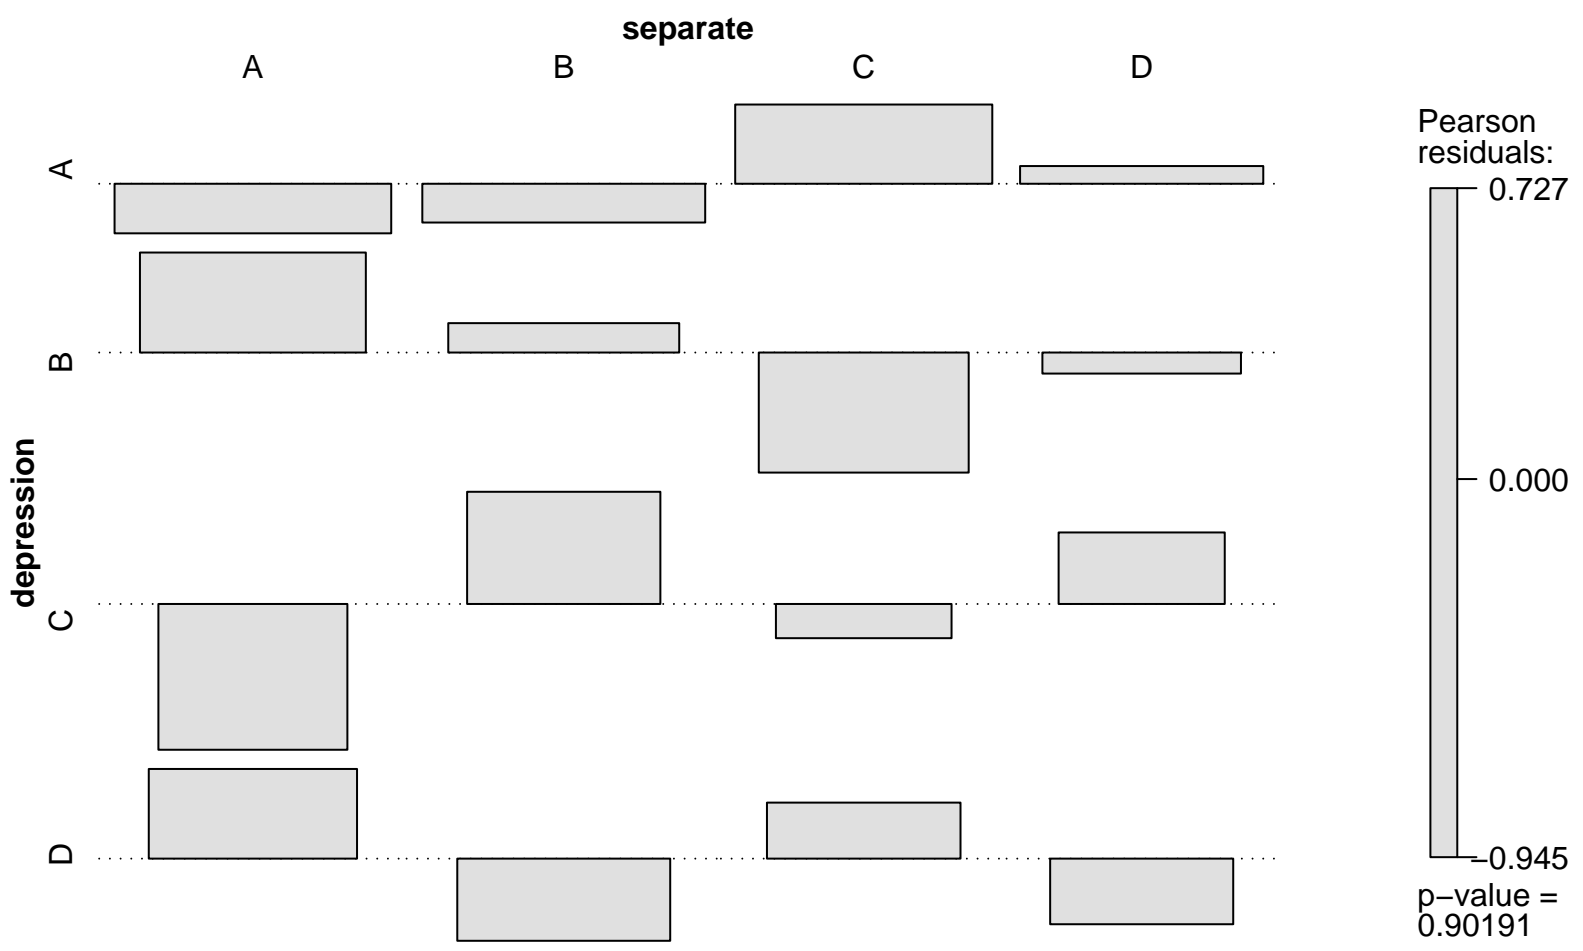 separate
A B C D
depression
A
B
C
D
Pearson
residuals:
0.727
0.000
−0.945
p−value =
0.90191